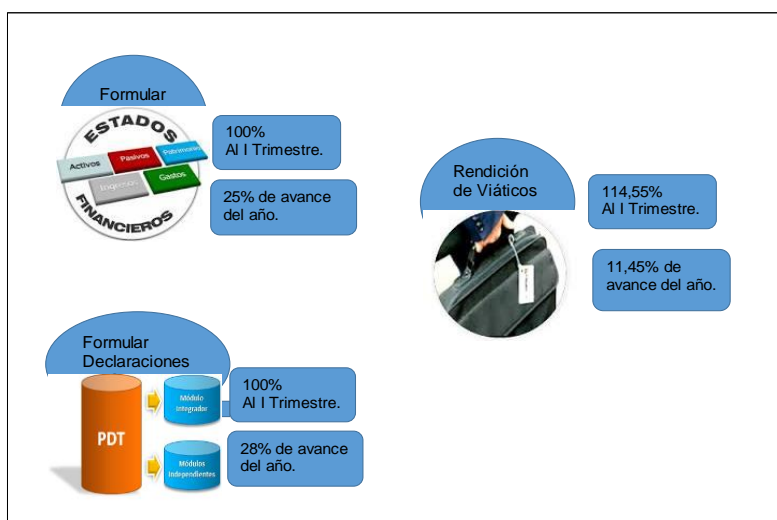 Formular
ESTADOS
Activos
Pasivos
Patrimonio
Ingresos
Gastos
FINANCIEROS
100%
Al I Trimestre.
25% de avance
del año.
Rendición
de Viáticos
114,55%
Al I Trimestre.
11,45% de
avance del año.
Formular
Declaraciones
PDT
Módulo
Integrador
Módulos
Independientes
100%
Al I Trimestre.
28% de avance
del año.